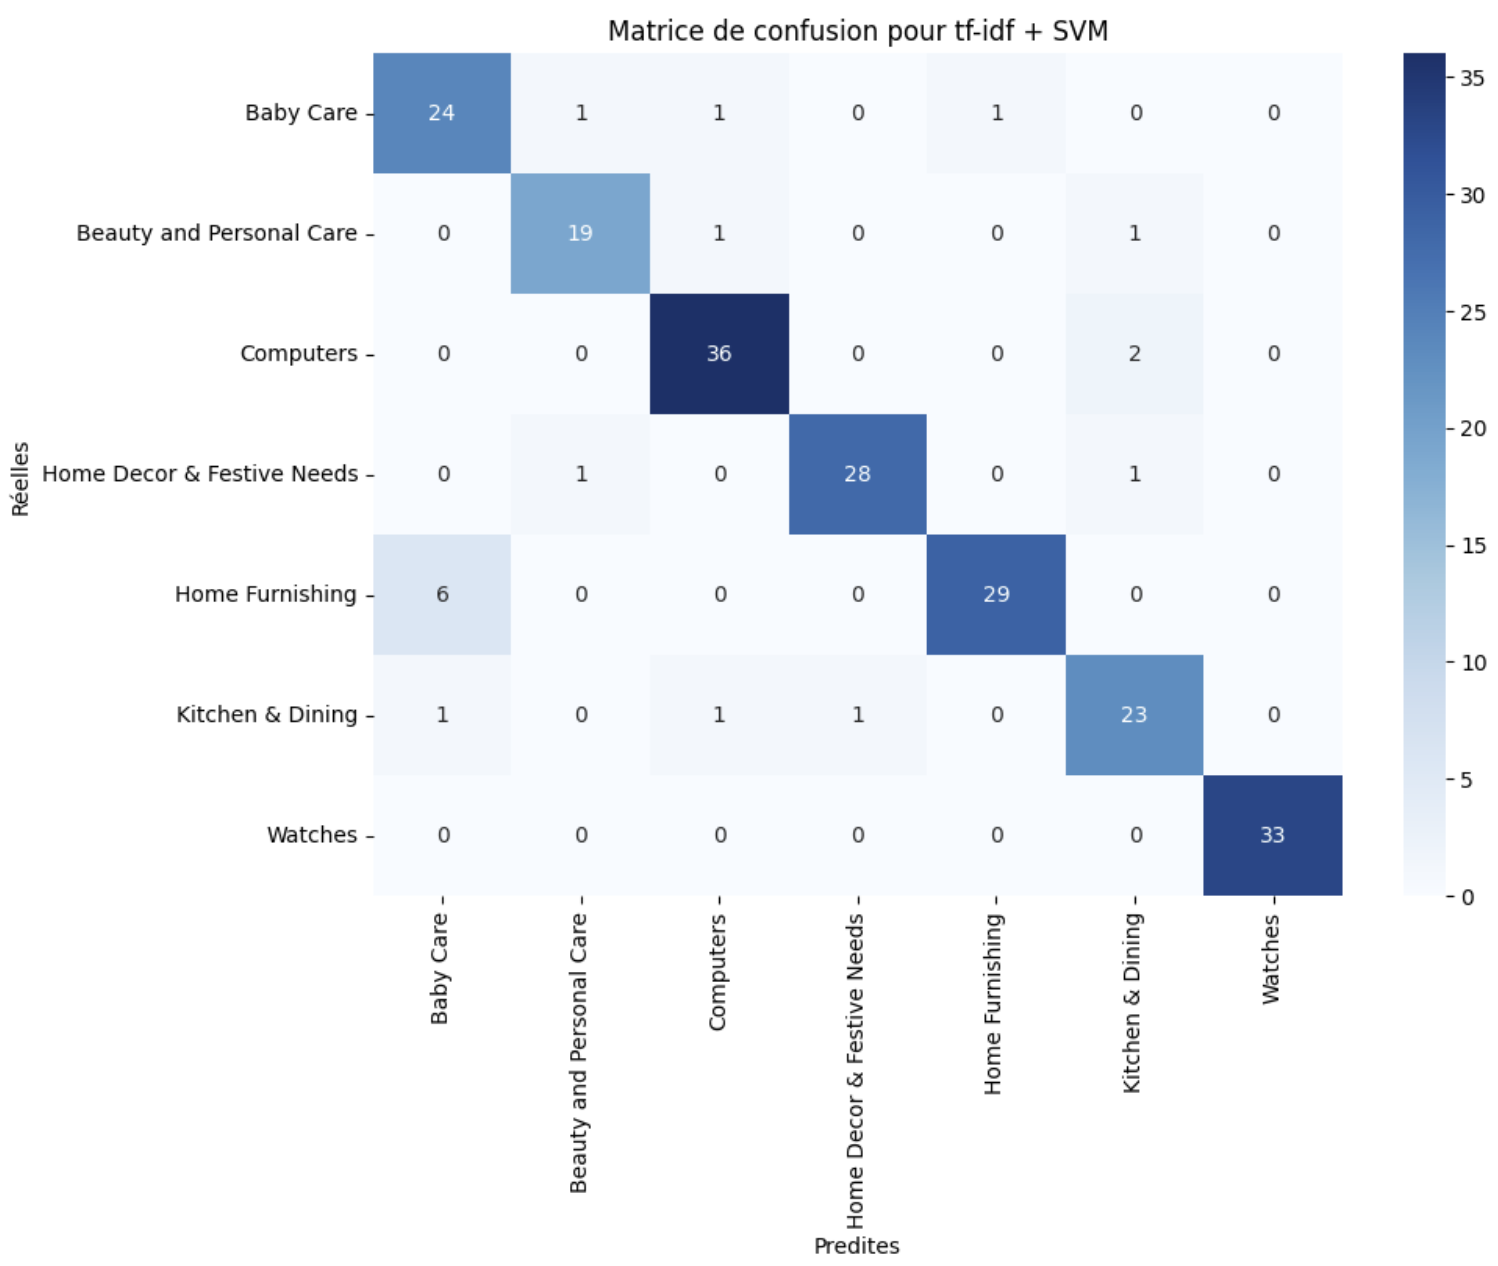 Matrice de confusion pour tf-idf + SVM
Réelles
Baby Care 24 1 1 0 1 0 0
Beauty and Personal Care 0 19 1 0 0 1 0
Computers 0 0 36 0 0 2 0
Home Decor & Festive Needs 0 1 0 28 0 1 0
Home Furnishing 6 0 0 0 29 0 0
Kitchen & Dining 1 0 1 1 0 23 0
Watches 0 0 0 0 0 0 33
Baby Care
Beauty and Personal Care
Computers
Home Decor & Festive Needs
Home Furnishing
Kitchen & Dining
Watches
Predites
35
30
25
20
15
10
5
0